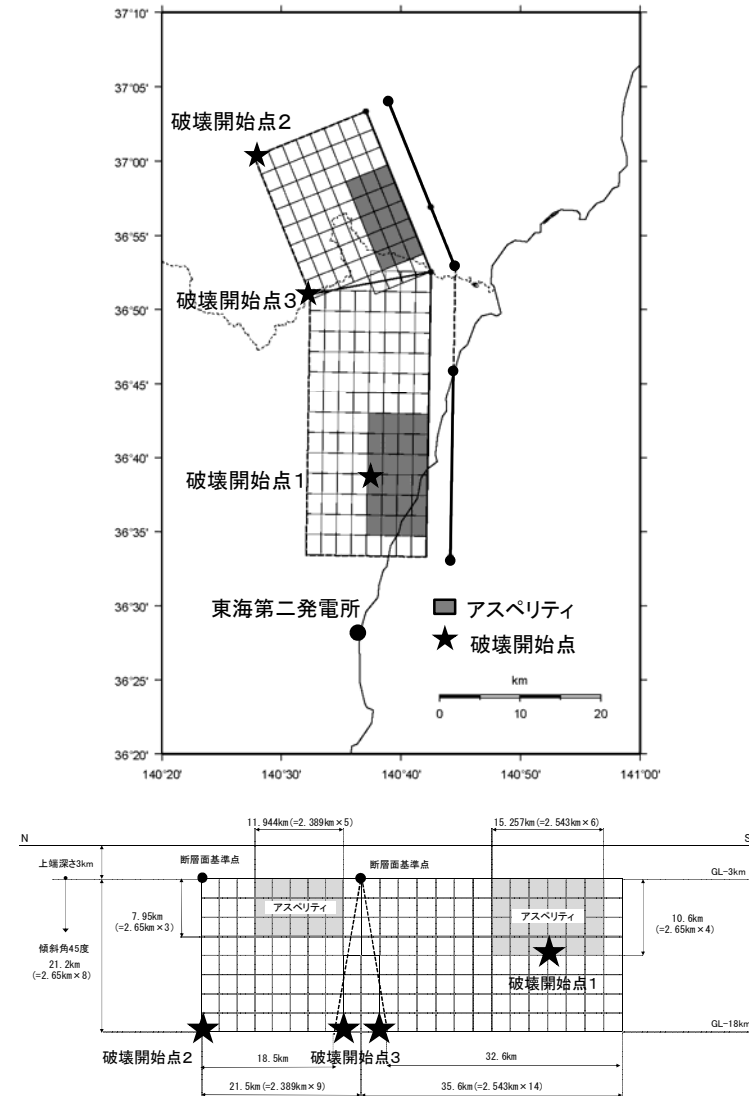 37°10'
破壊開始点2
37°00'
36°55'
破壊開始点3
36°50'
36°45'
36°40'
破壊開始点1
36°35'
東海第二発電所
アスペリティ
36°30'
破壊開始点
km
36°25'
0 10 20
36°20'
140°20' 140°30' 140°40' 140°50' 141°00'
11.944km(=2.389km×5) 15.257km(=2.543km×6)
N S
上端深さ3km 断層面基準点 断層面基準点 GL-3km
アスペリティ アスペリティ
7.95km
(=2.65km×3)
10.6km
(=2.65km×4)
傾斜角45度
21.2km
(=2.65km×8)
破壊開始点1
GL-18km
破壊開始点2 18.5km 破壊開始点3 32.6km
21.5km(=2.389km×9) 35.6km(=2.543km×14)